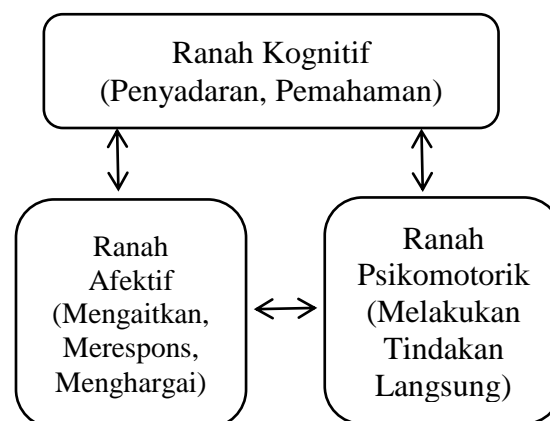 Ranah Kognitif
(Penyadaran, Pemahaman)
Ranah
Afektif
(Mengaitkan,
Merespons,
Menghargai)
Ranah
Psikomotorik
(Melakukan
Tindakan
Langsung)